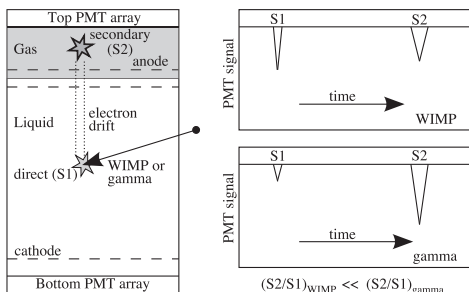 Top PMT array
Gas
secondary
(S2)
anode
Liquid
electron
drift
direct (S1)
WIMP or
gamma
cathode
Bottom PMT array
PMT signal
S1
S2
time
WIMP
PMT signal
S1
S2
time
gamma
(S2/S1)WIMP << (S2/S1)gamma